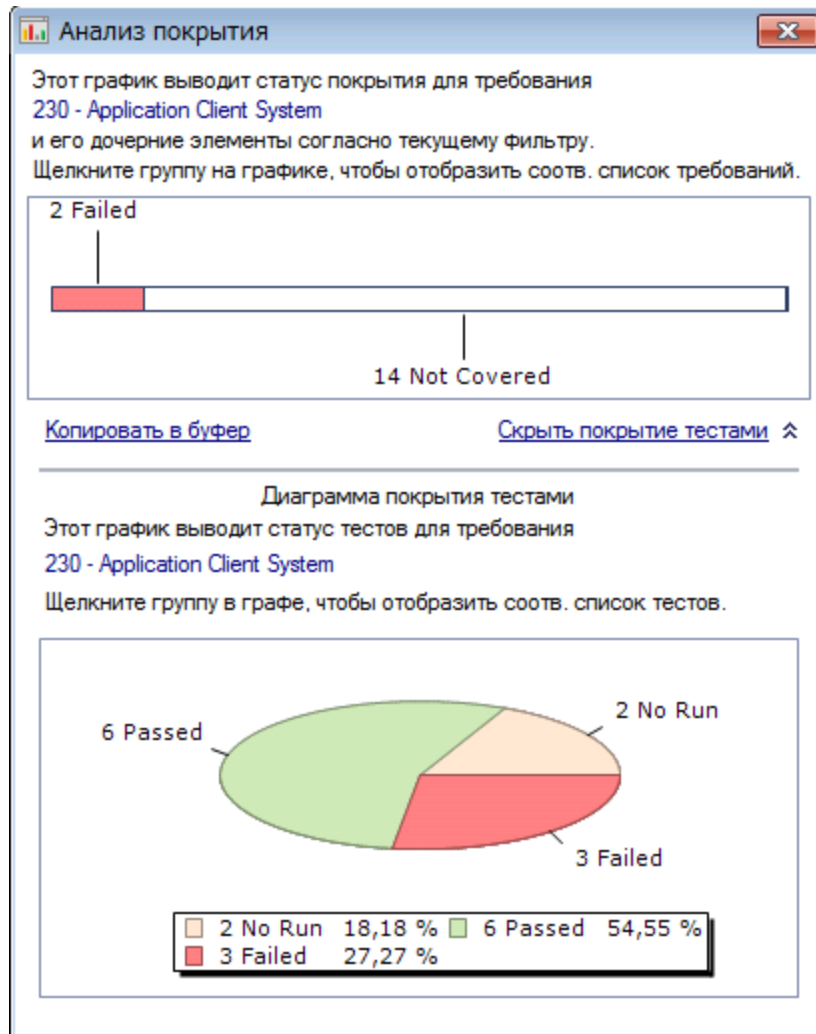 Анализ покрытия
Этот график выводит статус покрытия для требования
230 - Application Client System
и его дочерние элементы согласно текущему фильтру.
Щелкните группу на графике, чтобы отобразить соотв. список требований.
2 Failed
14 Not Covered
Копировать в буфер Скрыть покрытие тестами
Диаграмма покрытия тестами
Этот график выводит статус тестов для требования
230 - Application Client System
Щелкните группу в графе, чтобы отобразить соотв. список тестов.
2 No Run
6 Passed
3 Failed
2 No Run 18,18 % 6 Passed 54,55 %
3 Failed 27,27 %